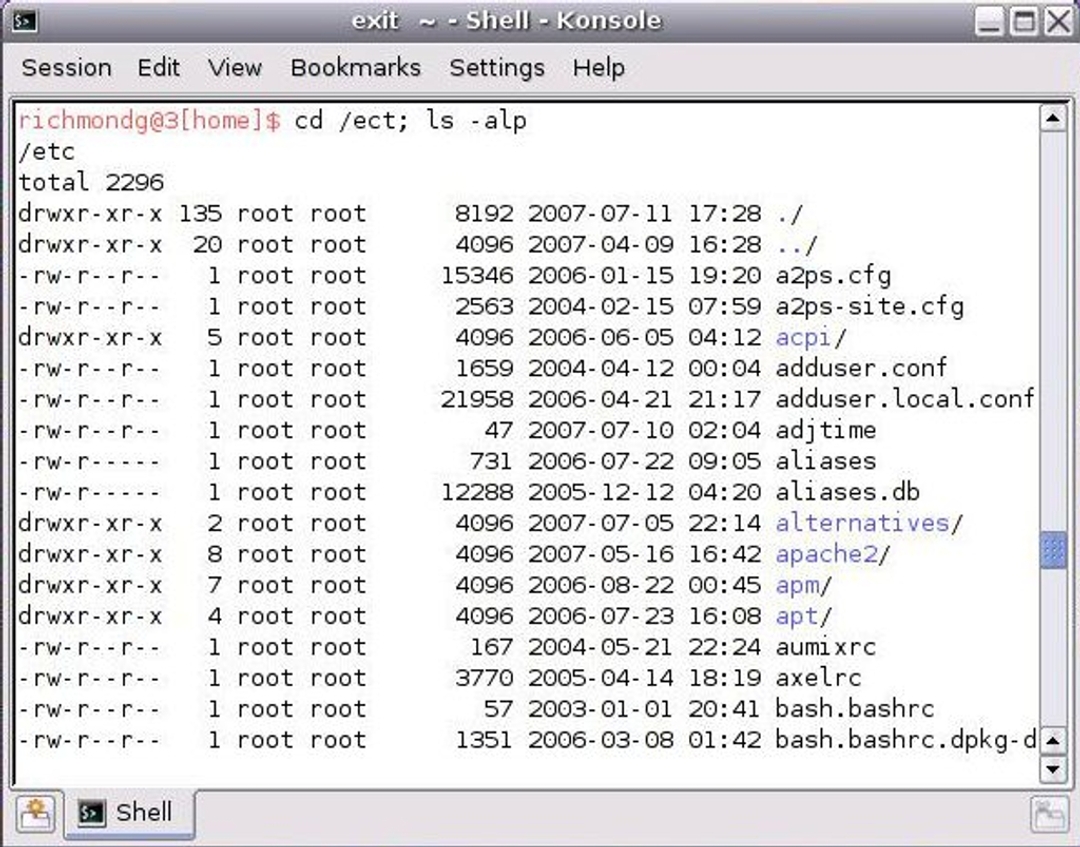 exit ~ - Shell - Konsole
Session Edit View Bookmarks Settings Help
richmondg@3[home]$ cd /ect; ls -alp
/etc
total 2296
drwxr-xr-x 135 root root 8192 2007-07-11 17:28 ./
drwxr-xr-x 20 root root 4096 2007-04-09 16:28 ../
-rw-r--r-- 1 root root 15346 2006-01-15 19:20 a2ps.cfg
-rw-r--r-- 1 root root 2563 2004-02-15 07:59 a2ps-site.cfg
drwxr-xr-x 5 root root 4096 2006-06-05 04:12 acpi/
-rw-r--r-- 1 root root 1659 2004-04-12 00:04 adduser.conf
-rw-r--r-- 1 root root 21958 2006-04-21 21:17 adduser.local.conf
-rw-r--r-- 1 root root 47 2007-07-10 02:04 adjtime
-rw-r----- 1 root root 731 2006-07-22 09:05 aliases
-rw-r----- 1 root root 12288 2005-12-12 04:20 aliases.db
drwxr-xr-x 2 root root 4096 2007-07-05 22:14 alternatives/
drwxr-xr-x 8 root root 4096 2007-05-16 16:42 apache2/
drwxr-xr-x 7 root root 4096 2006-08-22 00:45 apm/
drwxr-xr-x 4 root root 4096 2006-07-23 16:08 apt/
-rw-r--r-- 1 root root 167 2004-05-21 22:24 aumixrc
-rw-r--r-- 1 root root 3770 2005-04-14 18:19 axelrc
-rw-r--r-- 1 root root 57 2003-01-01 20:41 bash.bashrc
-rw-r--r-- 1 root root 1351 2006-03-08 01:42 bash.bashrc.dpkg-d
Shell